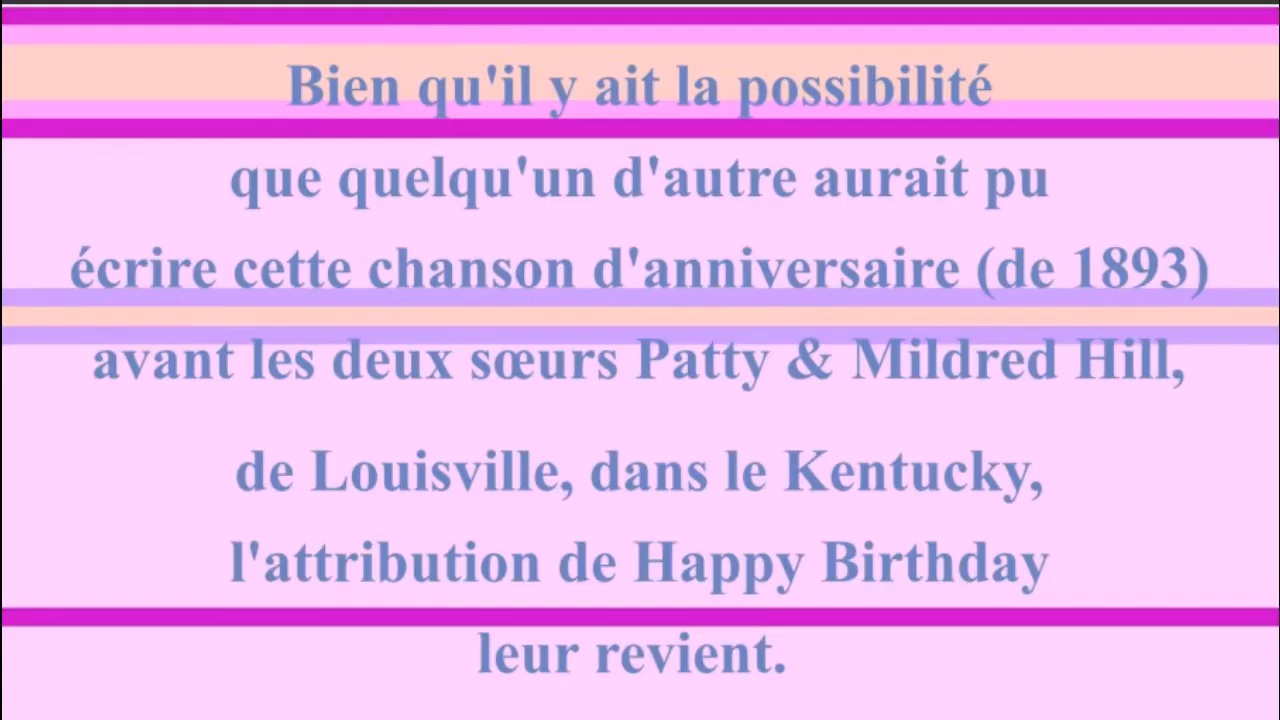 Bien qu'il y ait la possibilité
que quelqu'un d'autre aurait pu
écrire cette chanson d'anniversaire (de 1893)
avant les deux sœurs Patty & Mildred Hill,
de Louisville, dans le Kentucky,
l'attribution de Happy Birthday
leur revient.